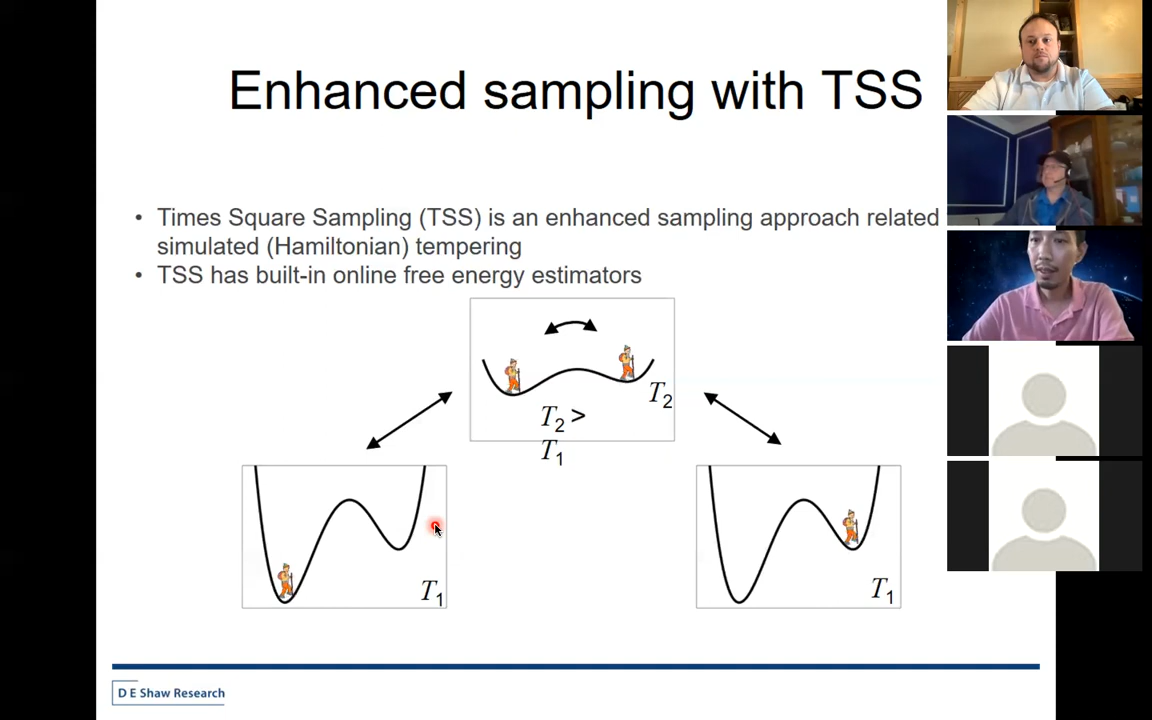 Enhanced sampling with TSS
• Times Square Sampling (TSS) is an enhanced sampling approach related
simulated (Hamiltonian) tempering
• TSS has built-in online free energy estimators
T2
T2 >
T1
T1
T1
D E Shaw Research